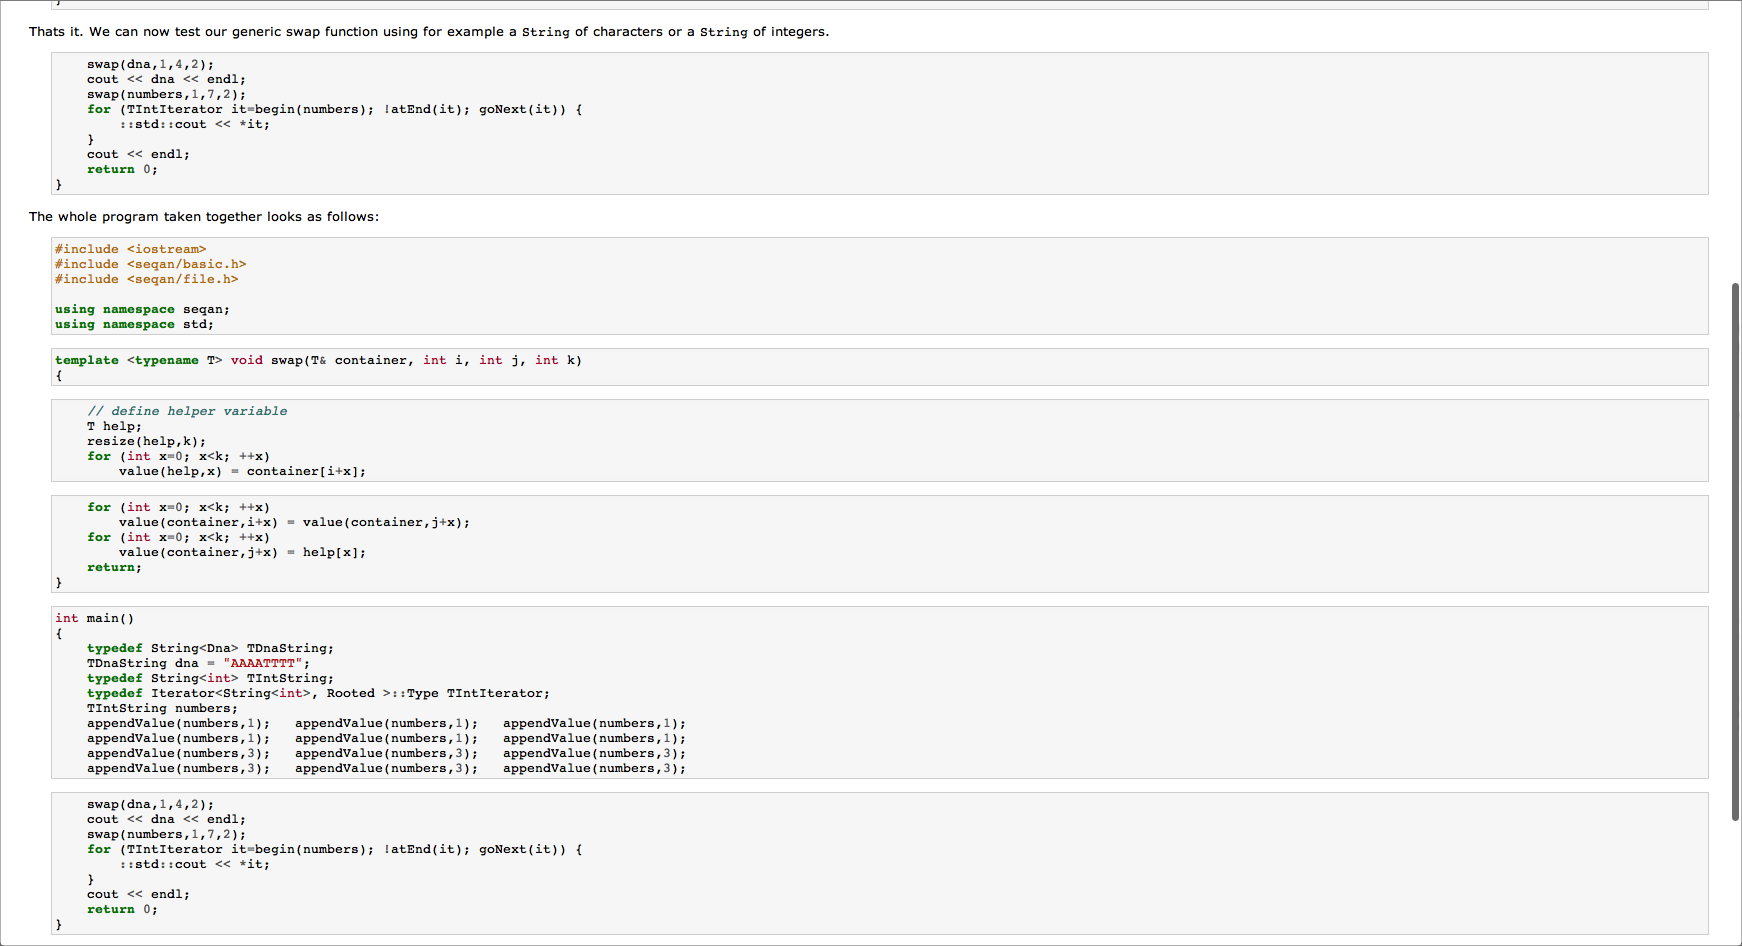 }
Thats it. We can now test our generic swap function using for example a String of characters or a String of integers.
    swap(dna,1,4,2);
    cout << dna << endl;
    swap(numbers,1,7,2);
    for (TIntIterator it=begin(numbers); !atEnd(it); goNext(it)) {
        ::std::cout << *it;
    }
    cout << endl;
    return 0;
}
The whole program taken together looks as follows:
#include <iostream>
#include <seqan/basic.h>
#include <seqan/file.h>

using namespace seqan;
using namespace std;
template <typename T> void swap(T& container, int i, int j, int k)
{
    // define helper variable
    T help;
    resize(help,k);
    for (int x=0; x<k; ++x)
        value(help,x) = container[i+x];
    for (int x=0; x<k; ++x)
        value(container,i+x) = value(container,j+x);
    for (int x=0; x<k; ++x)
        value(container,j+x) = help[x];
    return;
}
int main()
{
    typedef String<Dna> TDnaString;
    TDnaString dna = "AAAATTTT";
    typedef String<int> TIntString;
    typedef Iterator<String<int>, Rooted >::Type TIntIterator;
    TIntString numbers;
    appendValue(numbers,1);   appendValue(numbers,1);   appendValue(numbers,1);
    appendValue(numbers,1);   appendValue(numbers,1);   appendValue(numbers,1);
    appendValue(numbers,3);   appendValue(numbers,3);   appendValue(numbers,3);
    appendValue(numbers,3);   appendValue(numbers,3);   appendValue(numbers,3);
    swap(dna,1,4,2);
    cout << dna << endl;
    swap(numbers,1,7,2);
    for (TIntIterator it=begin(numbers); !atEnd(it); goNext(it)) {
        ::std::cout << *it;
    }
    cout << endl;
    return 0;
}